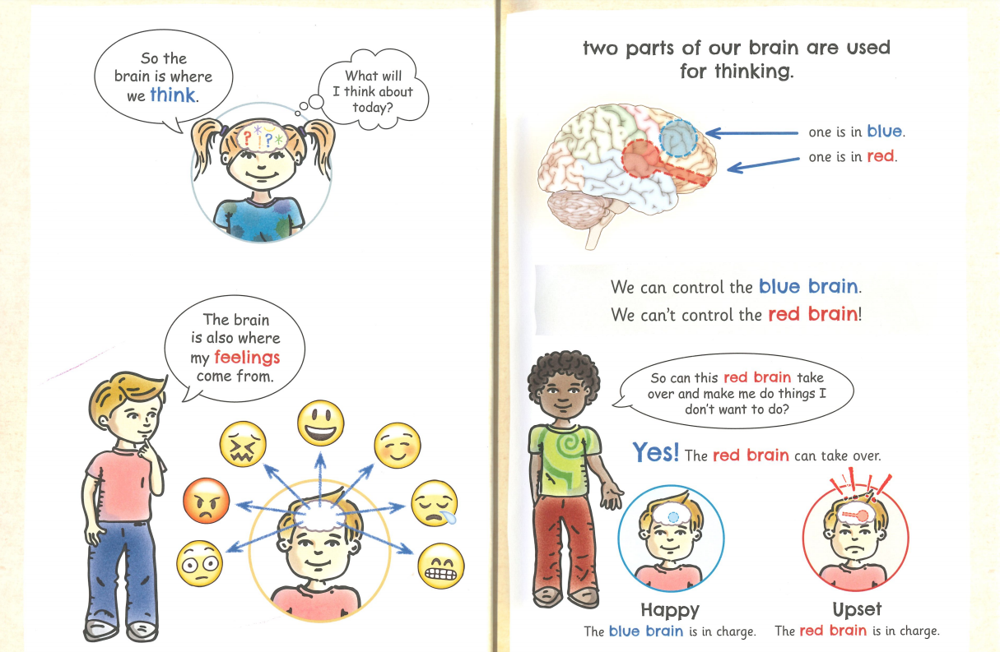 So the
brain is where
we think.
What will
I think about
today?
The brain
is also where
my feelings
come from.
two parts of our brain are used
for thinking.
one is in blue.
one is in red.
We can control the blue brain.
We can't control the red brain!
So can this red brain take
over and make me do things I
don't want to do?
Yes! The red brain can take over.
Happy
The blue brain is in charge.
Upset
The red brain is in charge.